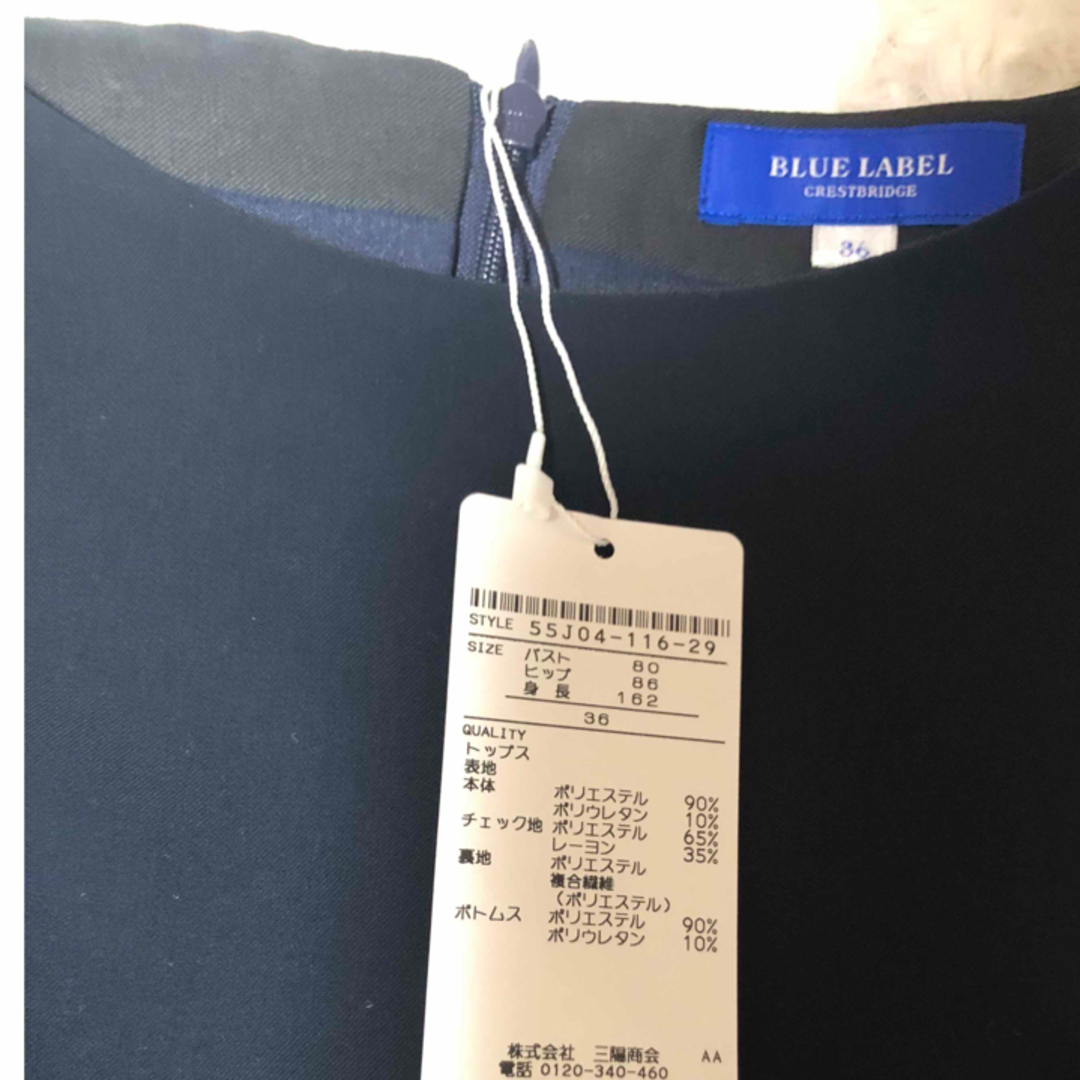 BLUE LABEL
CRESTBRIDGE
36
STYLE 55J04-116-29
SIZE バスト 80
ヒップ 86
身長 162
36
QUALITY
トップス
表地
本体 ポリエステル 90%
ポリウレタン 10%
チェック地 ポリエステル 65%
レーヨン 35%
裏地 ポリエステル
複合繊維
(ポリエステル)
ボトムス ポリエステル 90%
ポリウレタン 10%
株式会社 三陽商会 AA
電話 0120-340-460